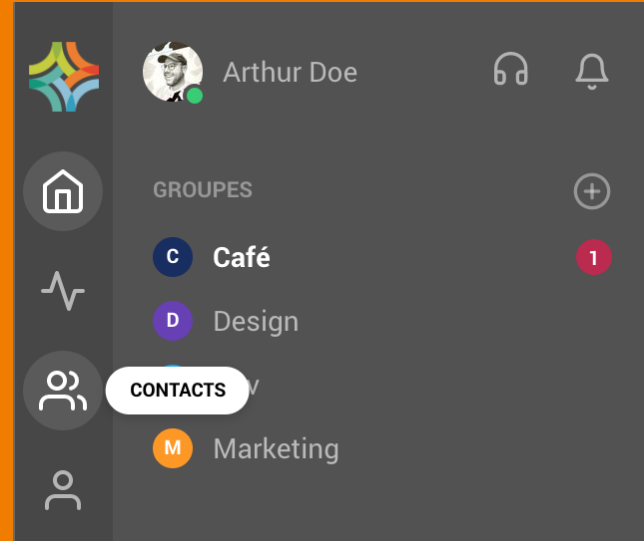 Arthur Doe
GROUPES
C Café 1
D Design
CONTACTS
M Marketing